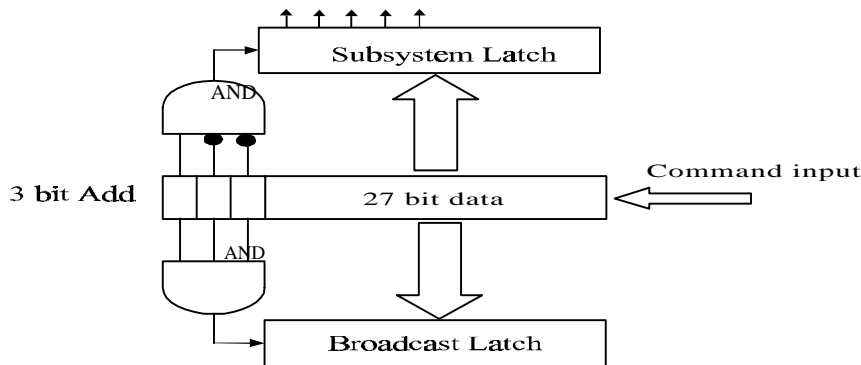 Subsystem Latch
AND
Command input
3 bit Add
27 bit data
AND
Broadcast Latch